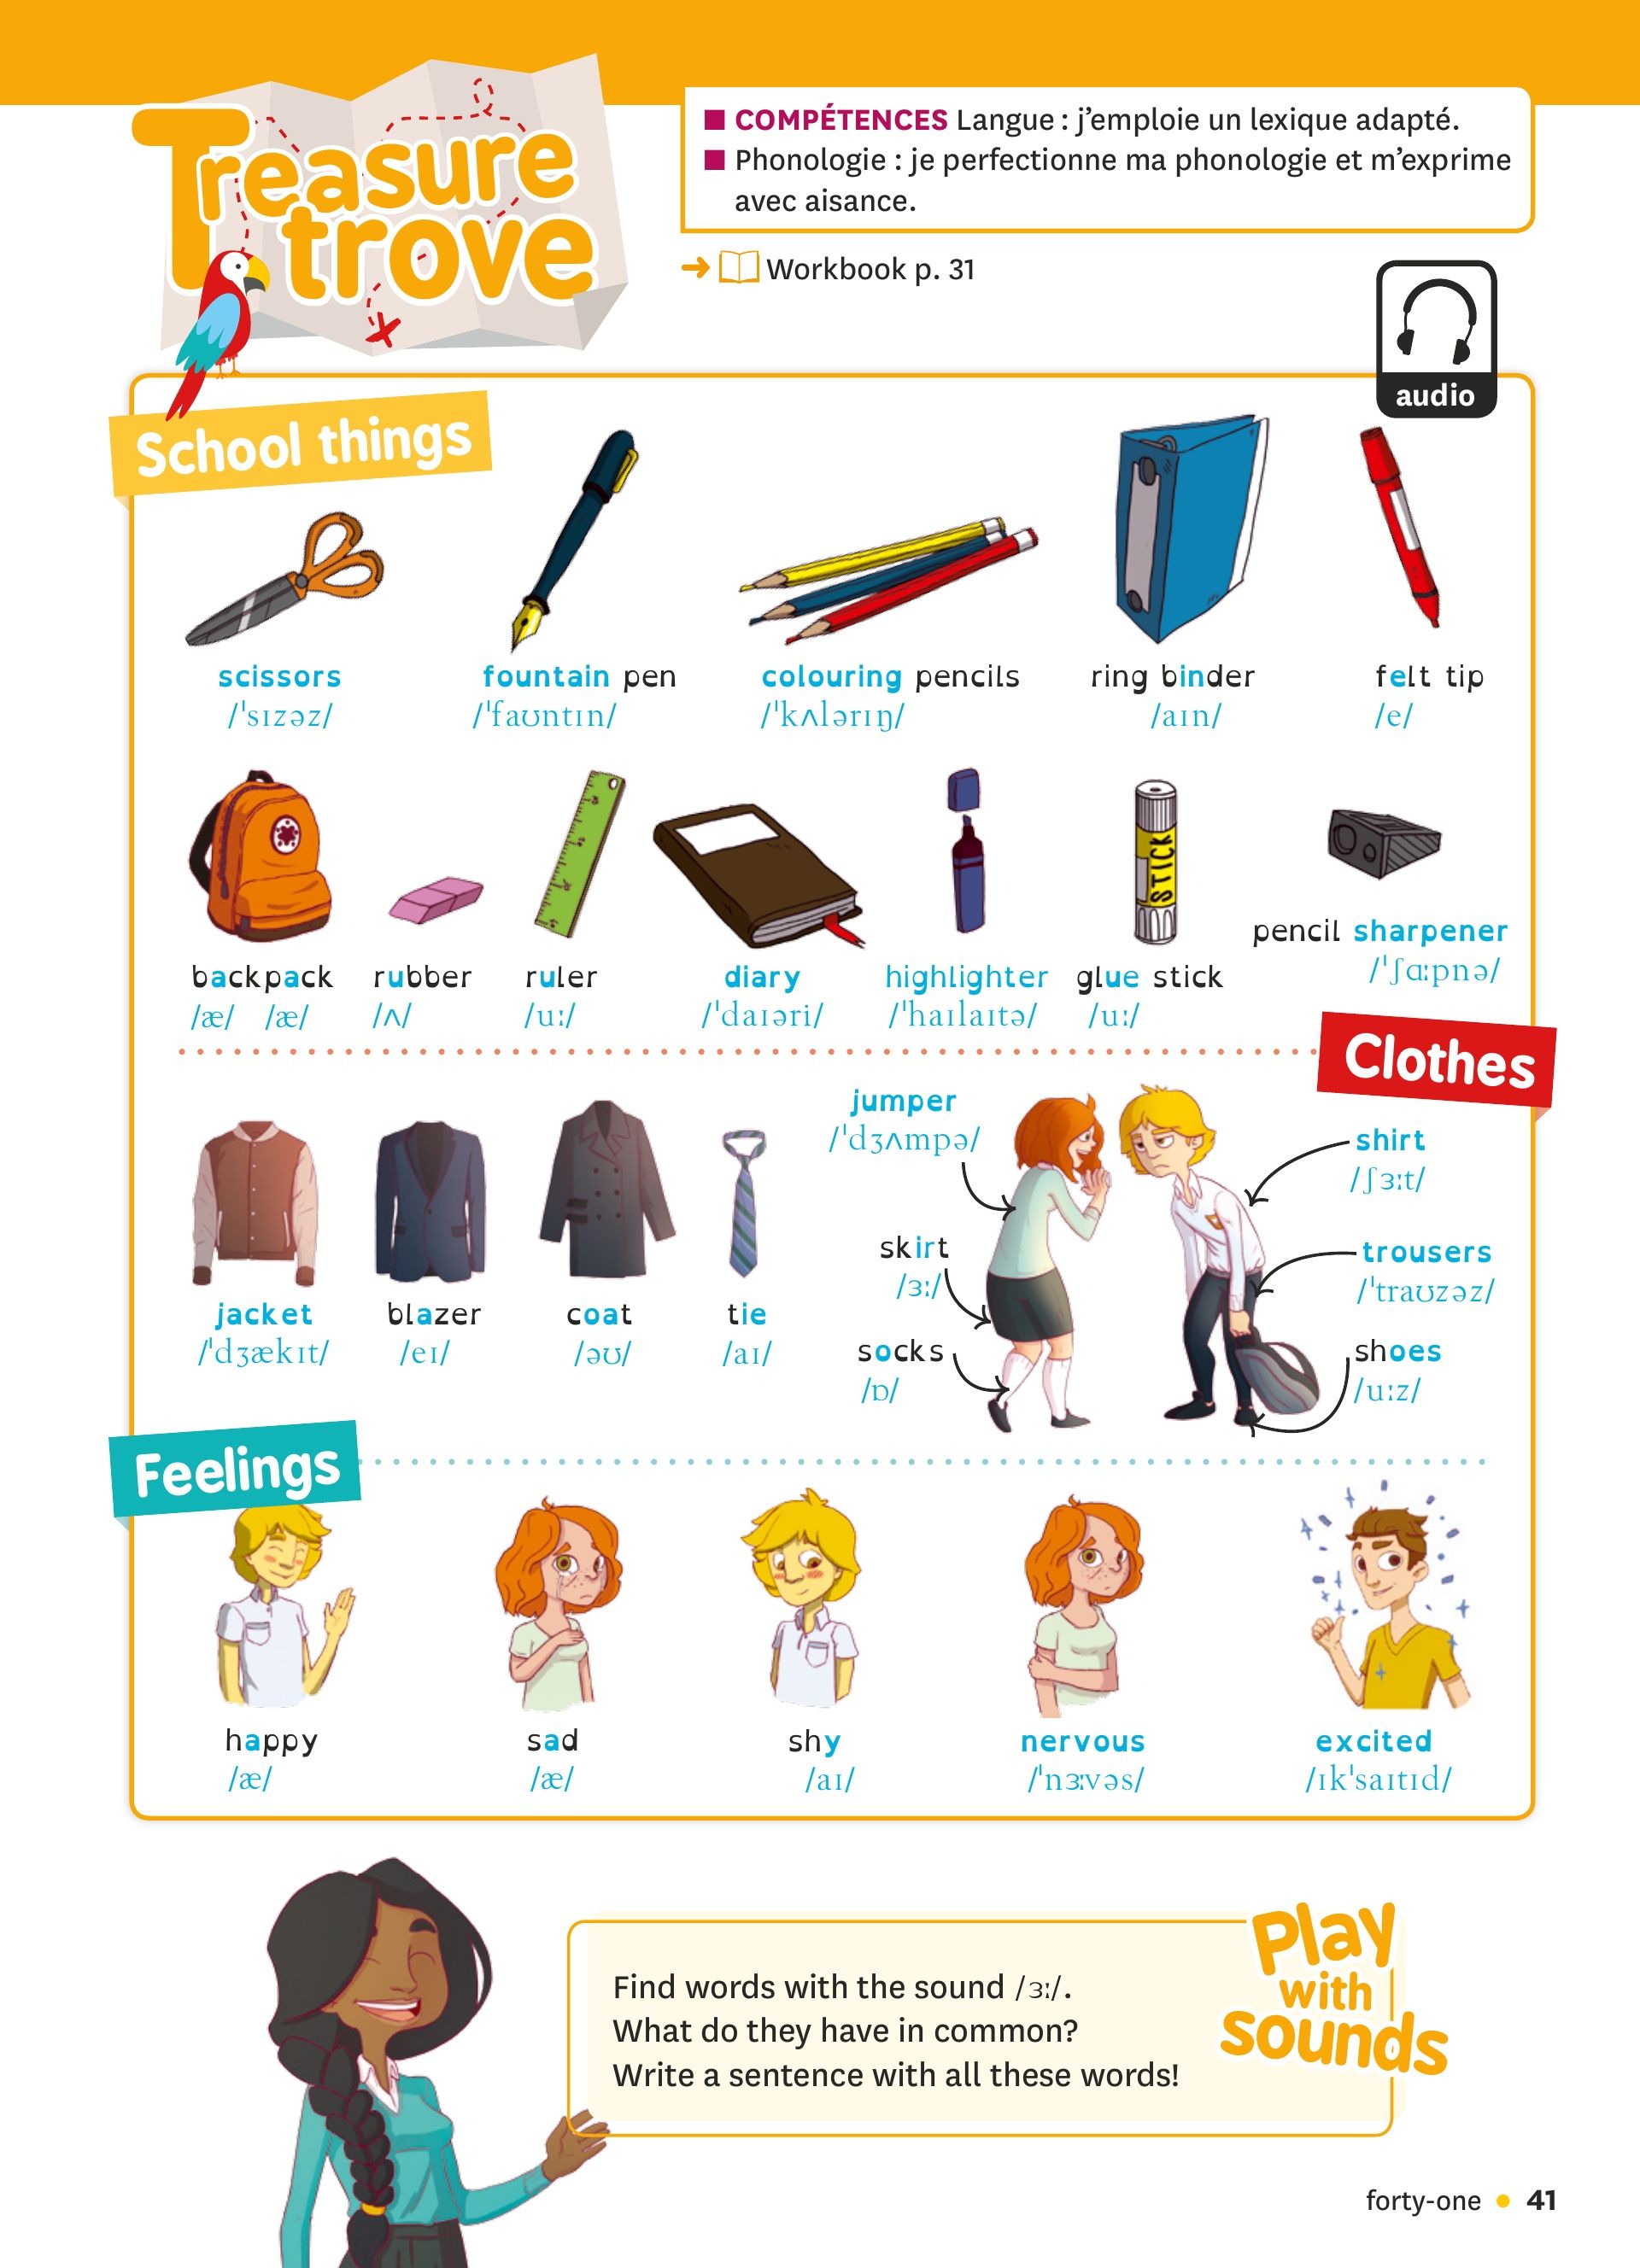 Treasure
trove
■ COMPÉTENCES Langue : j'emploie un lexique adapté.
■ Phonologie : je perfectionne ma phonologie et m'exprime
avec aisance.
➜ Workbook p. 31
audio
School things
scissors
/ˈsɪzəz/
fountain pen
/ˈfaʊntɪn/
colouring pencils
/ˈkʌlərɪŋ/
ring binder
/aɪn/
felt tip
/e/
STICK
backpack
/æ/ /æ/
rubber
/ʌ/
ruler
/uː/
diary
/ˈdaɪəri/
highlighter
/ˈhaɪlaɪtə/
glue stick
/uː/
pencil sharpener
/ˈʃɑːpnə/
Clothes
jacket
/ˈdʒækɪt/
blazer
/eɪ/
coat
/əʊ/
tie
/aɪ/
jumper
/ˈdʒʌmpə/
skirt
/ɜː/
socks
/ɒ/
shirt
/ʃɜːt/
trousers
/ˈtraʊzəz/
shoes
/uːz/
Feelings
happy
/æ/
sad
/æ/
shy
/aɪ/
nervous
/ˈnɜːvəs/
excited
/ɪkˈsaɪtɪd/
Play
with
sounds
Find words with the sound /ɜː/.
What do they have in common?
Write a sentence with all these words!
forty-one • 41